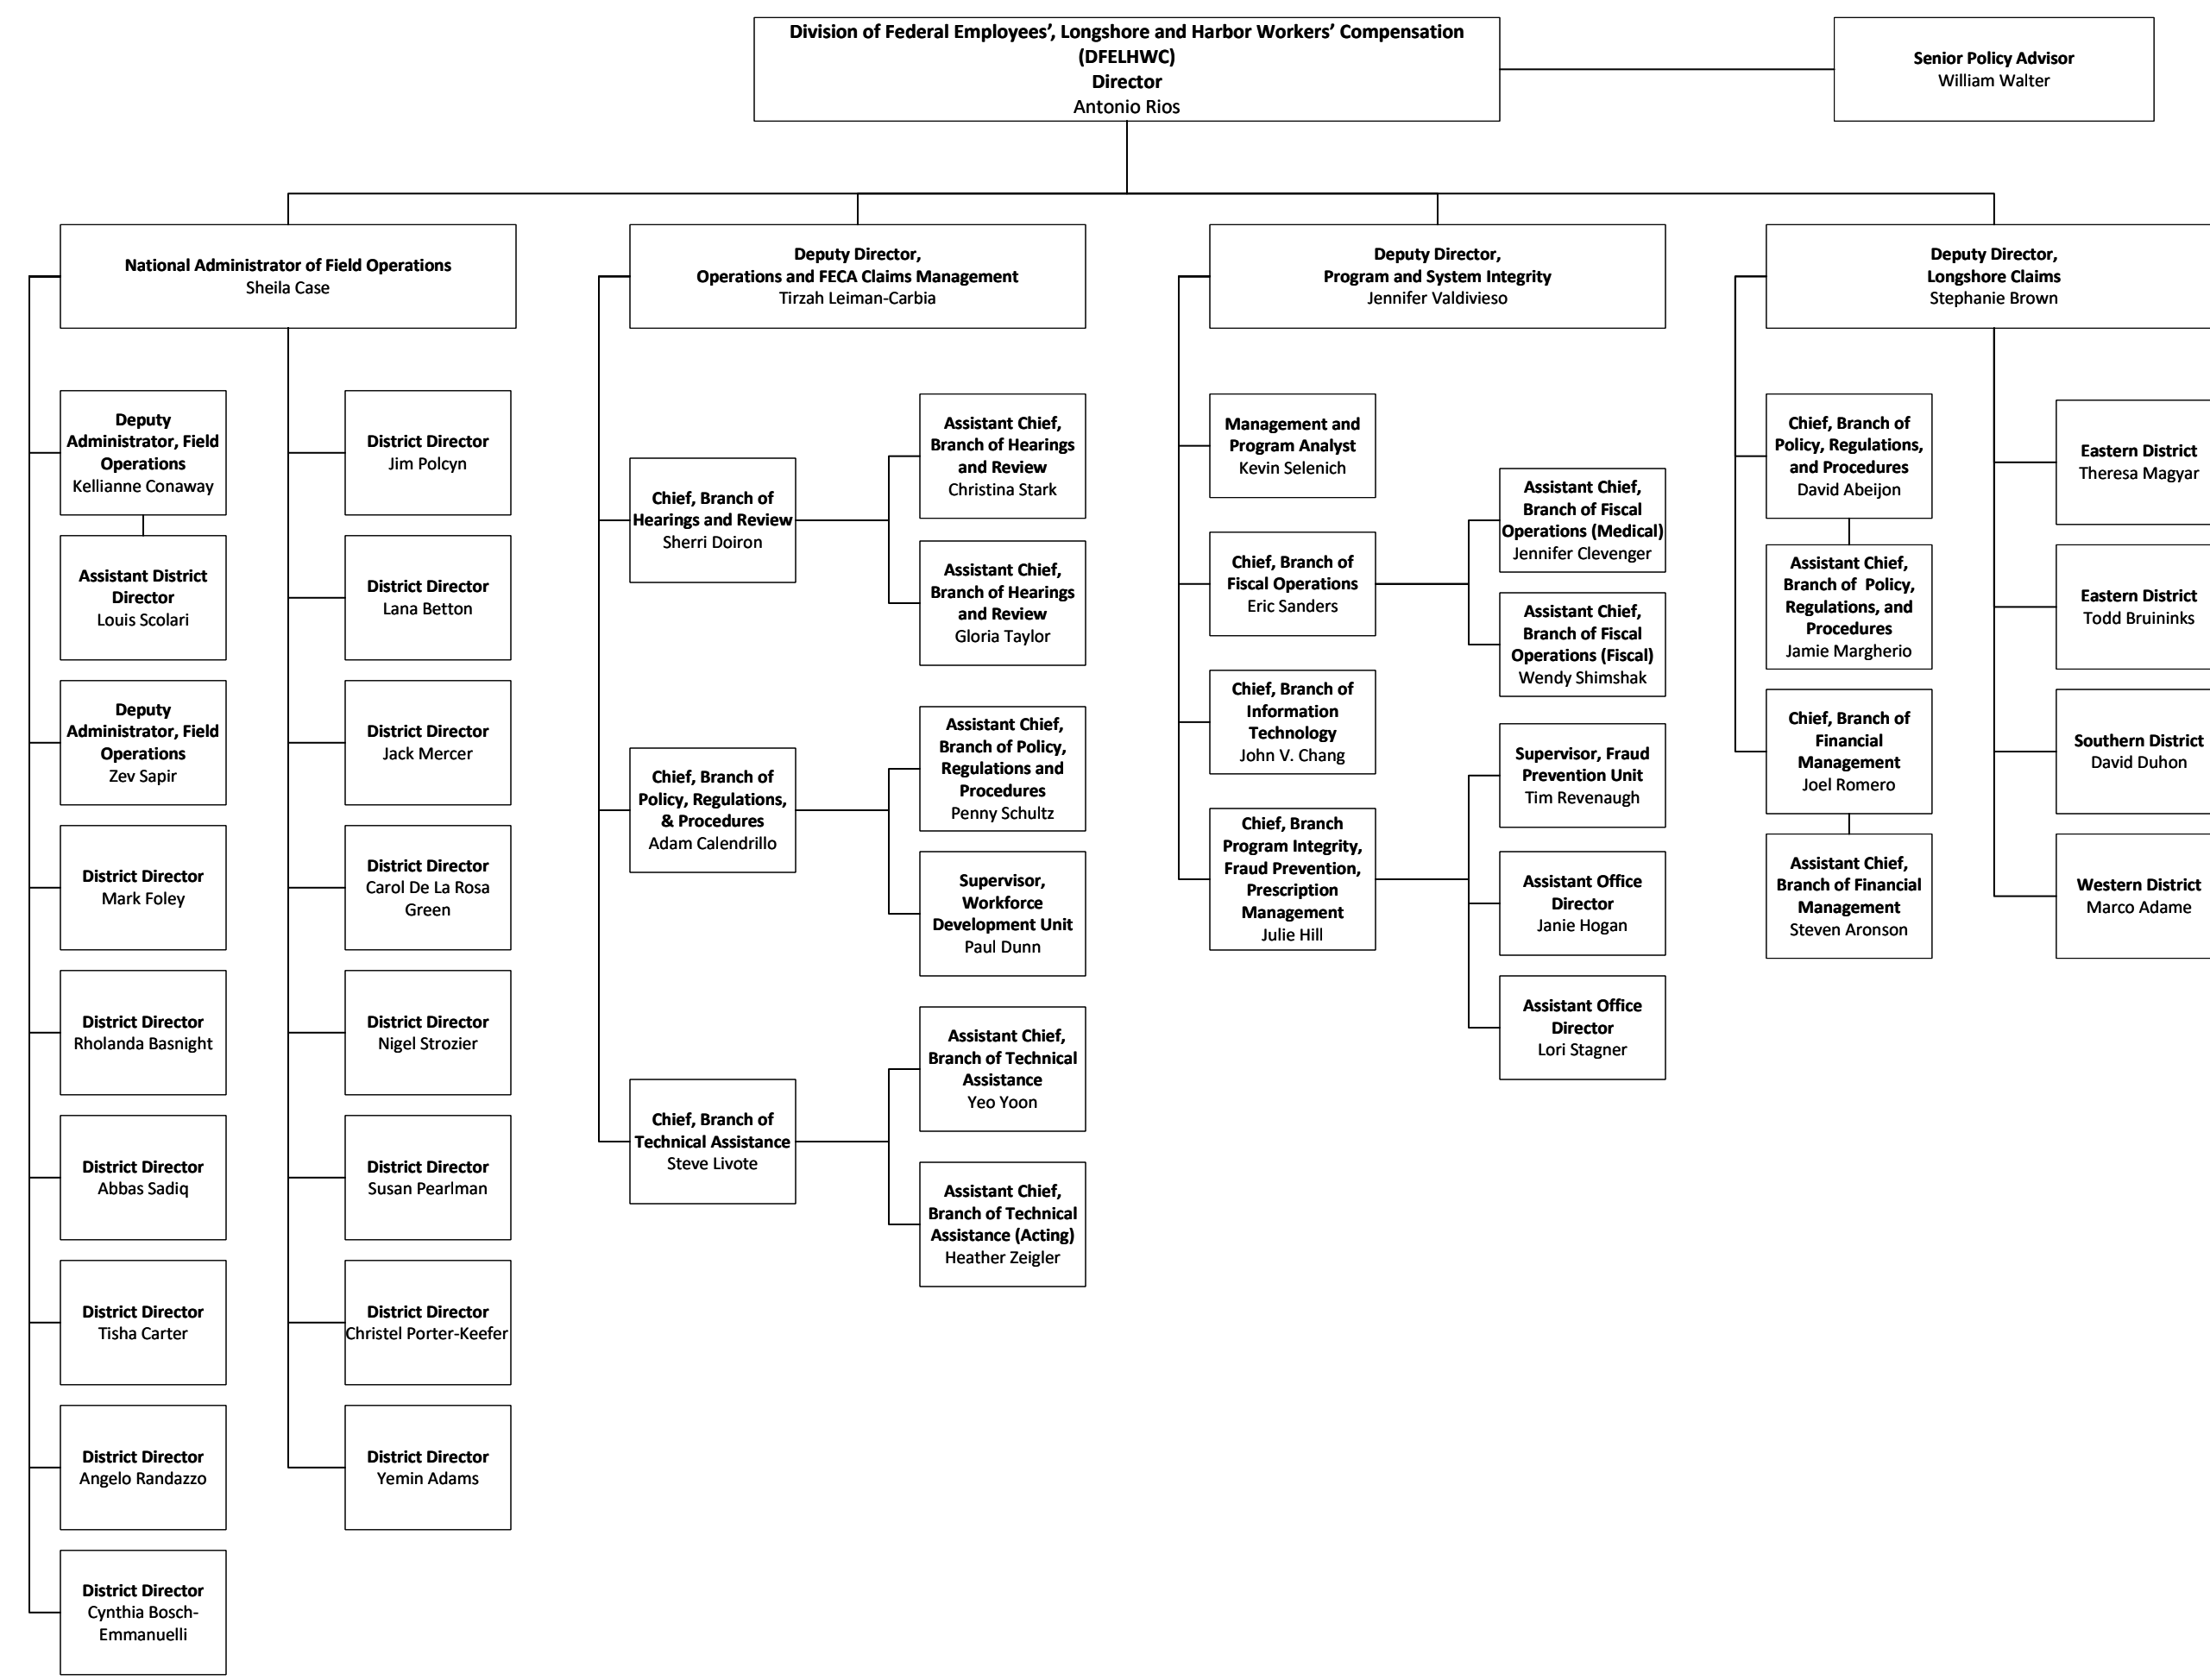 Division of Federal Employees’, Longshore and Harbor Workers’ Compensation
(DFELHWC)
Director
Antonio Rios
Senior Policy Advisor
William Walter
National Administrator of Field Operations
Sheila Case
Deputy
Administrator, Field
Operations
Kellianne Conaway
Assistant District
Director
Louis Scolari
Deputy
Administrator, Field
Operations
Zev Sapir
District Director
Mark Foley
District Director
Rholanda Basnight
District Director
Abbas Sadiq
District Director
Tisha Carter
District Director
Angelo Randazzo
District Director
Cynthia Bosch-
Emmanuelli
District Director
Jim Polcyn
District Director
Lana Betton
District Director
Jack Mercer
District Director
Carol De La Rosa
Green
District Director
Nigel Strozier
District Director
Susan Pearlman
District Director
Christel Porter-Keefer
District Director
Yemin Adams
Deputy Director,
Operations and FECA Claims Management
Tirzah Leiman-Carbia
Chief, Branch of
Hearings and Review
Sherri Doiron
Assistant Chief,
Branch of Hearings
and Review
Christina Stark
Assistant Chief,
Branch of Hearings
and Review
Gloria Taylor
Chief, Branch of
Policy, Regulations,
& Procedures
Adam Calendrillo
Assistant Chief,
Branch of Policy,
Regulations and
Procedures
Penny Schultz
Supervisor,
Workforce
Development Unit
Paul Dunn
Chief, Branch of
Technical Assistance
Steve Livote
Assistant Chief,
Branch of Technical
Assistance
Yeo Yoon
Assistant Chief,
Branch of Technical
Assistance (Acting)
Heather Zeigler
Deputy Director,
Program and System Integrity
Jennifer Valdivieso
Management and
Program Analyst
Kevin Selenich
Chief, Branch of
Fiscal Operations
Eric Sanders
Assistant Chief,
Branch of Fiscal
Operations (Medical)
Jennifer Clevenger
Assistant Chief,
Branch of Fiscal
Operations (Fiscal)
Wendy Shimshak
Chief, Branch of
Information
Technology
John V. Chang
Chief, Branch
Program Integrity,
Fraud Prevention,
Prescription
Management
Julie Hill
Supervisor, Fraud
Prevention Unit
Tim Revenaugh
Assistant Office
Director
Janie Hogan
Assistant Office
Director
Lori Stagner
Deputy Director,
Longshore Claims
Stephanie Brown
Chief, Branch of
Policy, Regulations,
and Procedures
David Abeijon
Assistant Chief,
Branch of  Policy,
Regulations, and
Procedures
Jamie Margherio
Chief, Branch of
Financial
Management
Joel Romero
Assistant Chief,
Branch of Financial
Management
Steven Aronson
Eastern District
Theresa Magyar
Eastern District
Todd Bruininks
Southern District
David Duhon
Western District
Marco Adame